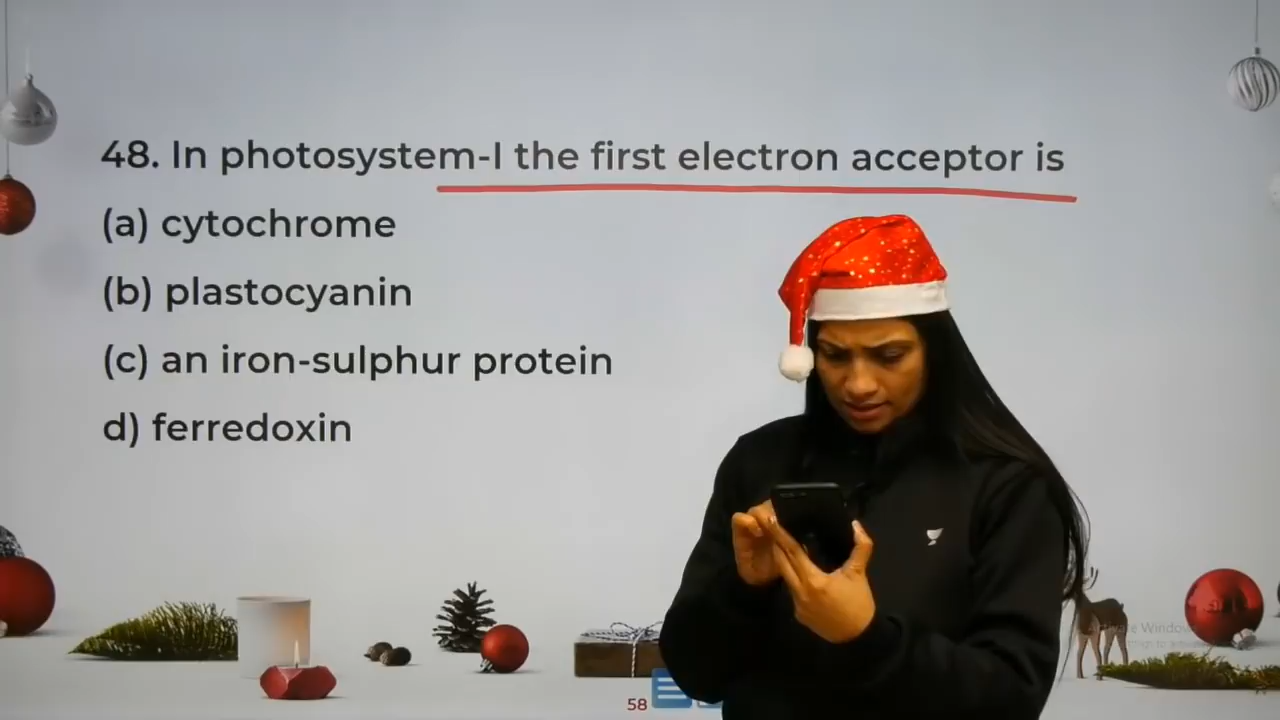 48. In photosystem-I the first electron acceptor is
(a) cytochrome
(b) plastocyanin
(c) an iron-sulphur protein
d) ferredoxin
58